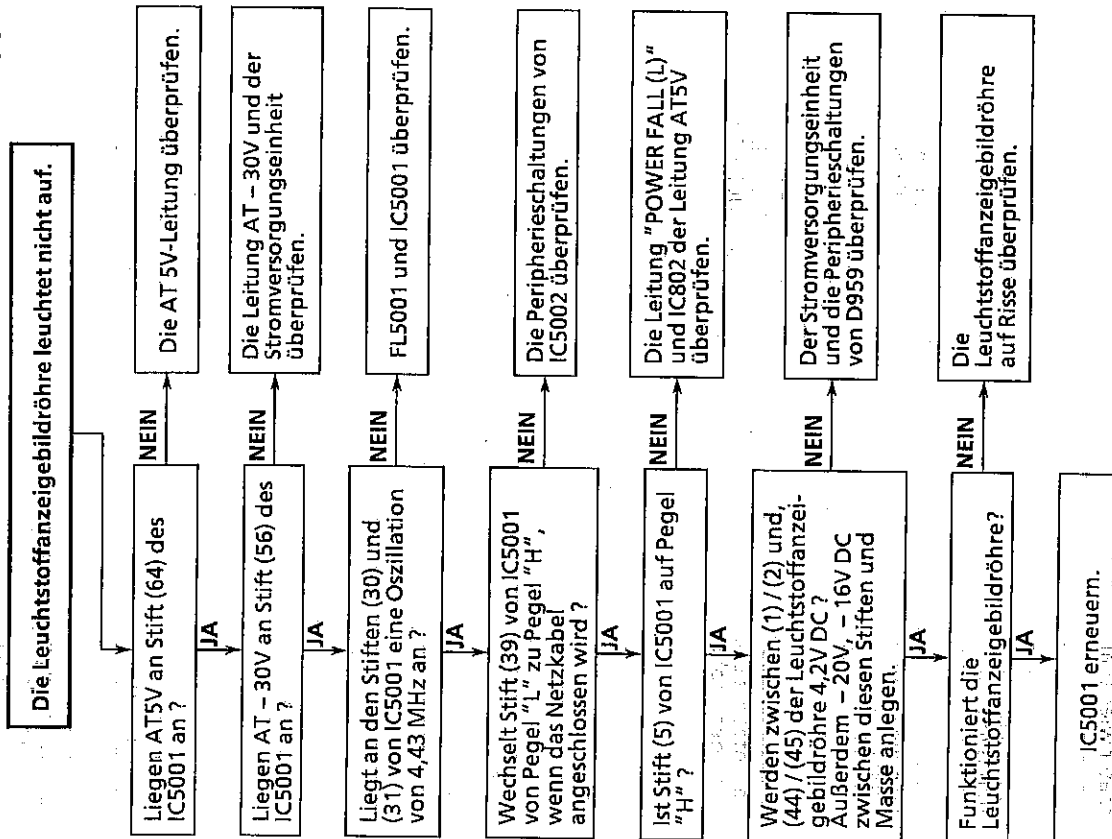 Die Leuchtstoffanzeigebildröhre leuchtet nicht auf.
Liegen AT5V an Stift (64) des
IC5001 an ?
NEIN
Die AT 5V-Leitung überprüfen.
JA
Liegen AT – 30V an Stift (56) des
IC5001 an ?
NEIN
Die Leitung AT – 30V und der
Stromversorgungseinheit
überprüfen.
JA
Liegt an den Stiften (30) und
(31) von IC5001 eine Oszillation
von 4,43 MHz an ?
NEIN
FL5001 und IC5001 überprüfen.
JA
Wechselt Stift (39) von IC5001
von Pegel "L" zu Pegel "H",
wenn das Netzkabel
angeschlossen wird ?
NEIN
Die Peripherieschaltungen von
IC5002 überprüfen.
JA
Ist Stift (5) von IC5001 auf Pegel
"H" ?
NEIN
Die Leitung "POWER FALL (L)"
und IC802 der Leitung AT5V
überprüfen.
JA
Werden zwischen (1) / (2) und,
(44) / (45) der Leuchtstoffanzei-
gebildröhre 4,2V DC ?
Außerdem – 20V, – 16V DC
zwischen diesen Stiften und
Masse anlegen.
NEIN
Der Stromversorgungseinheit
und die Peripherieschaltungen
von D959 überprüfen.
JA
Funktioniert die
Leuchtstoffanzeigebildröhre?
NEIN
Die
Leuchtstoffanzeigebildröhre
auf Risse überprüfen.
JA
IC5001 erneuern.